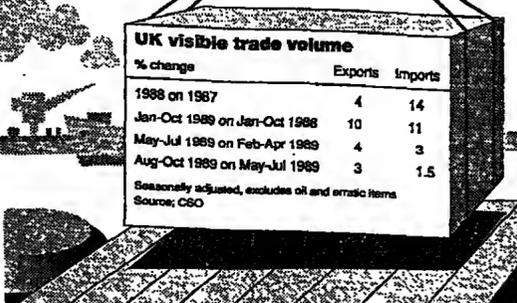 UK visible trade volume
% change Exports Imports
1988 on 1987 4 14
Jan-Oct 1989 on Jan-Oct 1988 10 11
May-Jul 1989 on Feb-Apr 1989 4 3
Aug-Oct 1989 on May-Jul 1989 3 1.5
Seasonally adjusted, excludes oil and erratic items
Source; CSO